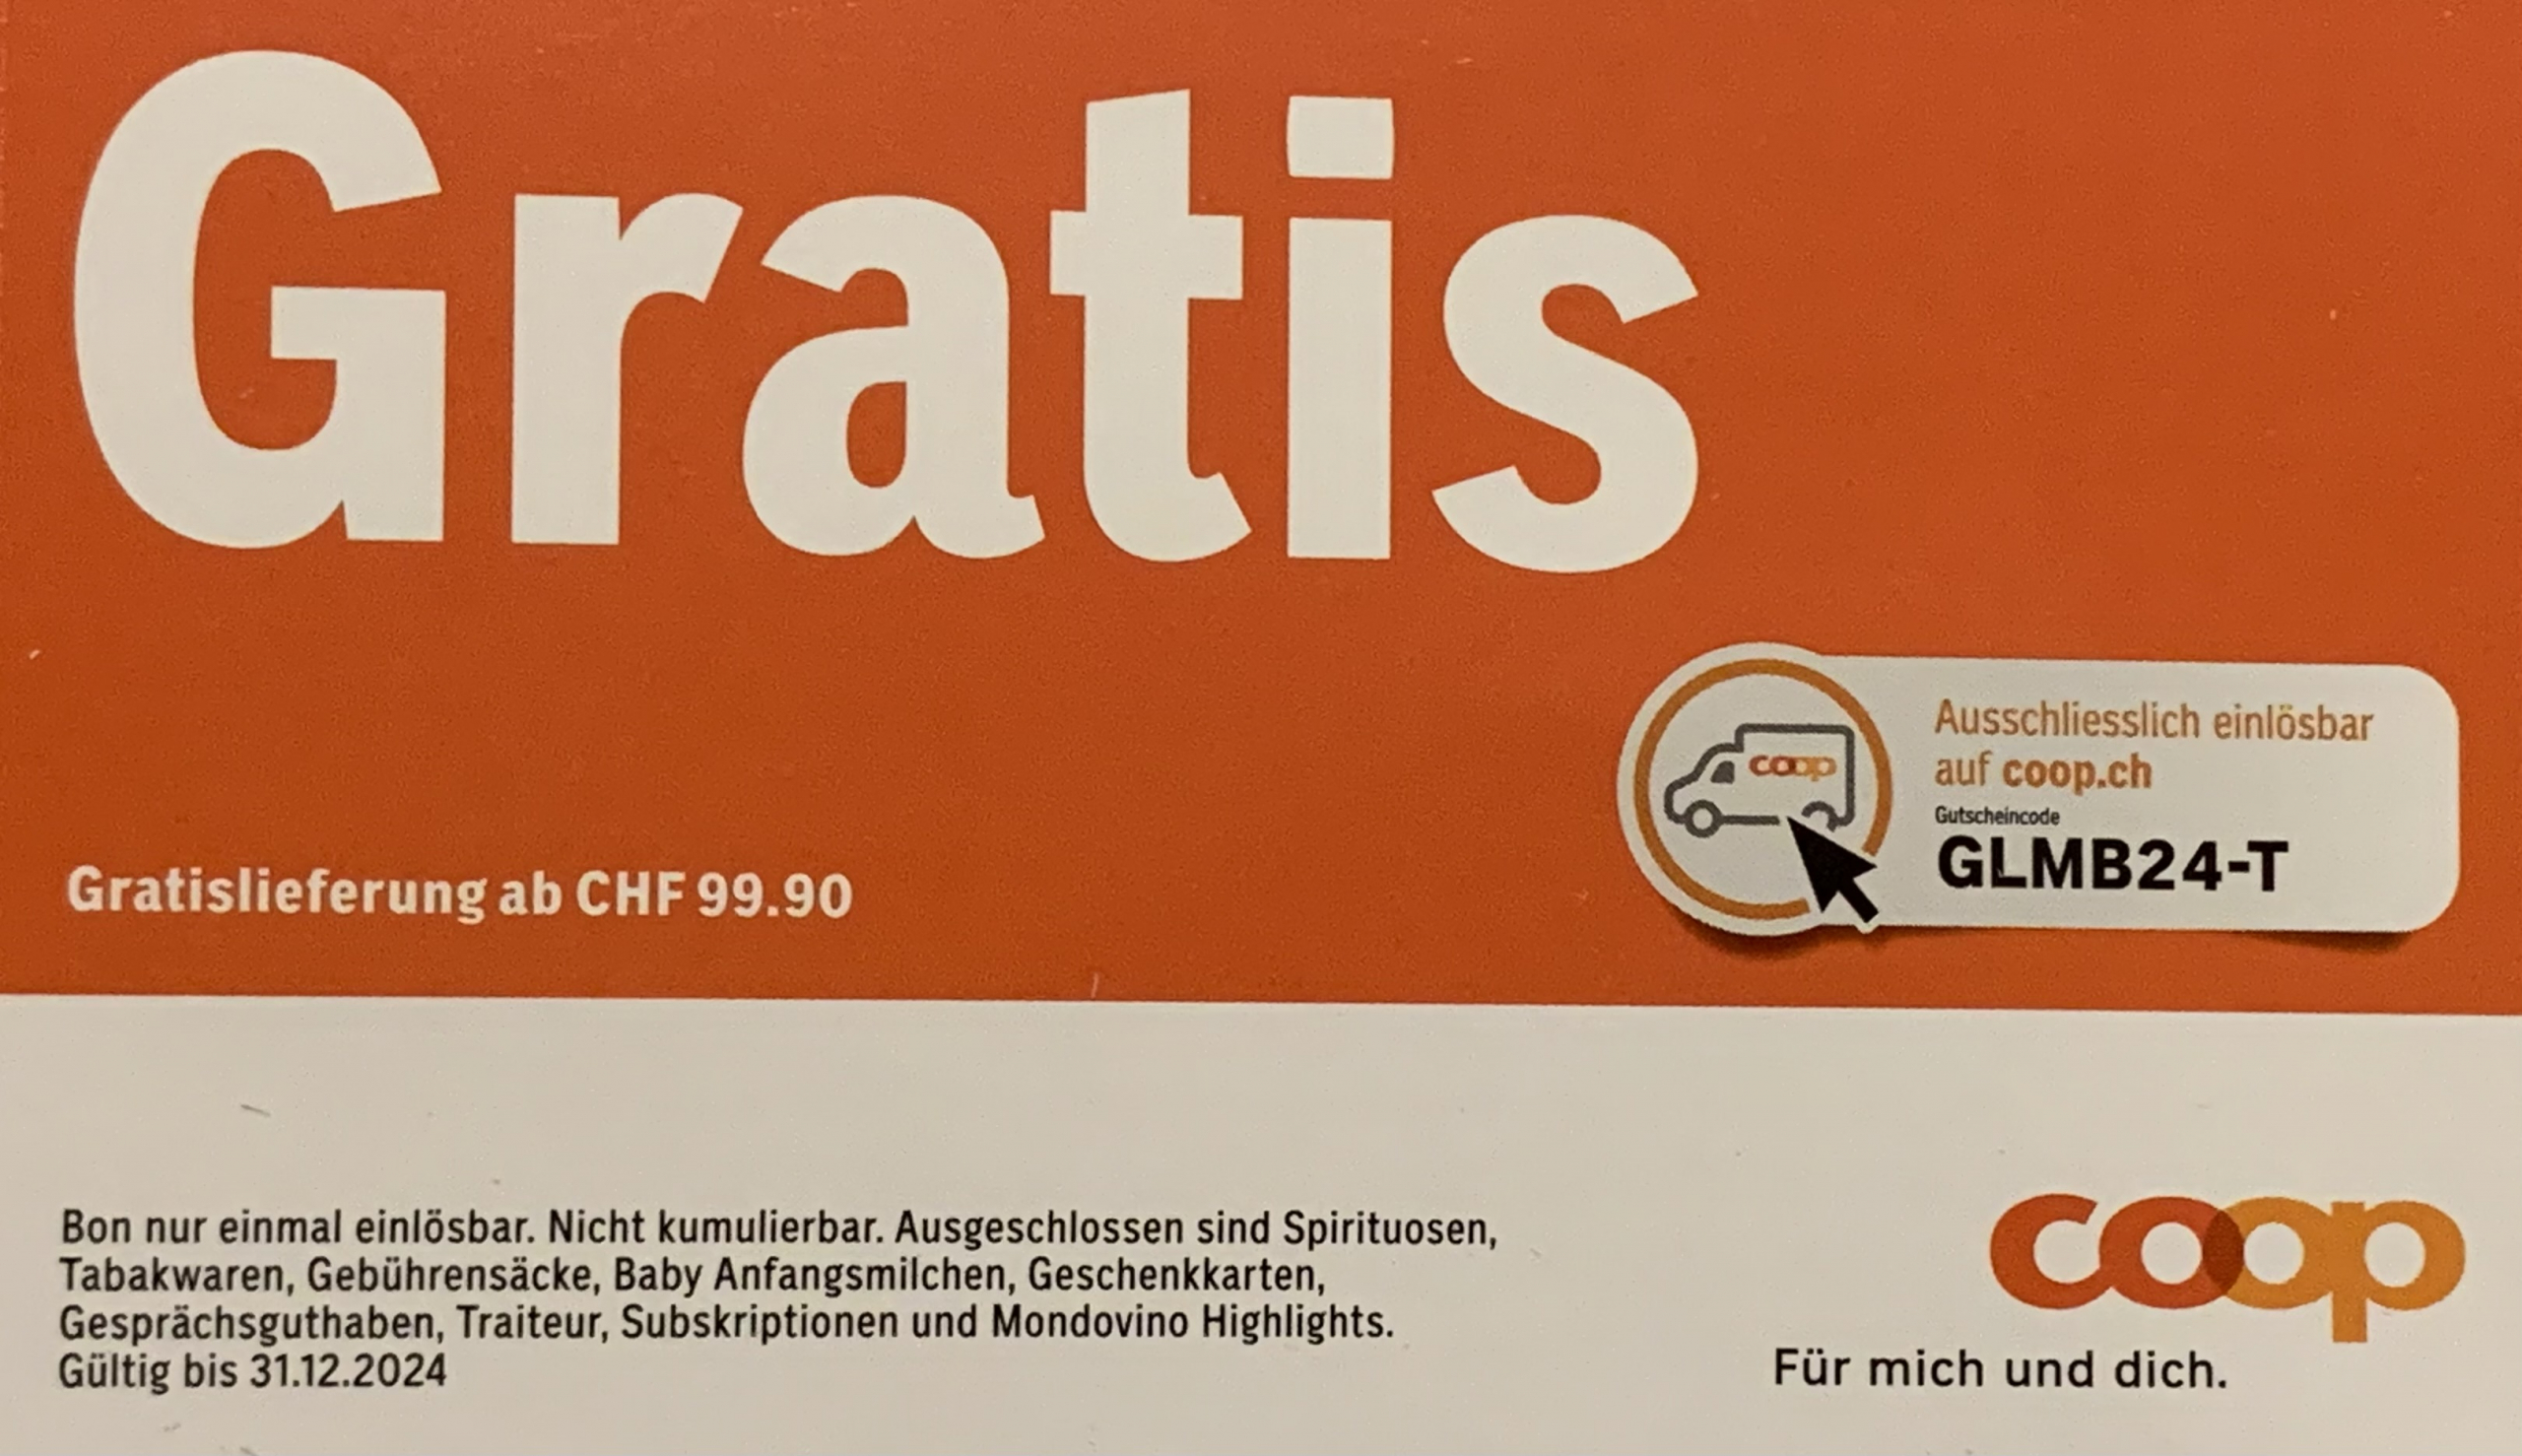 Gratis
coop
Ausschliesslich einlösbar
auf coop.ch
Gutscheincode
GLMB24-T
Gratislieferung ab CHF 99.90
Bon nur einmal einlösbar. Nicht kumulierbar. Ausgeschlossen sind Spirituosen,
Tabakwaren, Gebührensäcke, Baby Anfangsmilchen, Geschenkkarten,
Gesprächsguthaben, Traiteur, Subskriptionen und Mondovino Highlights.
Gültig bis 31.12.2024
coop
Für mich und dich.